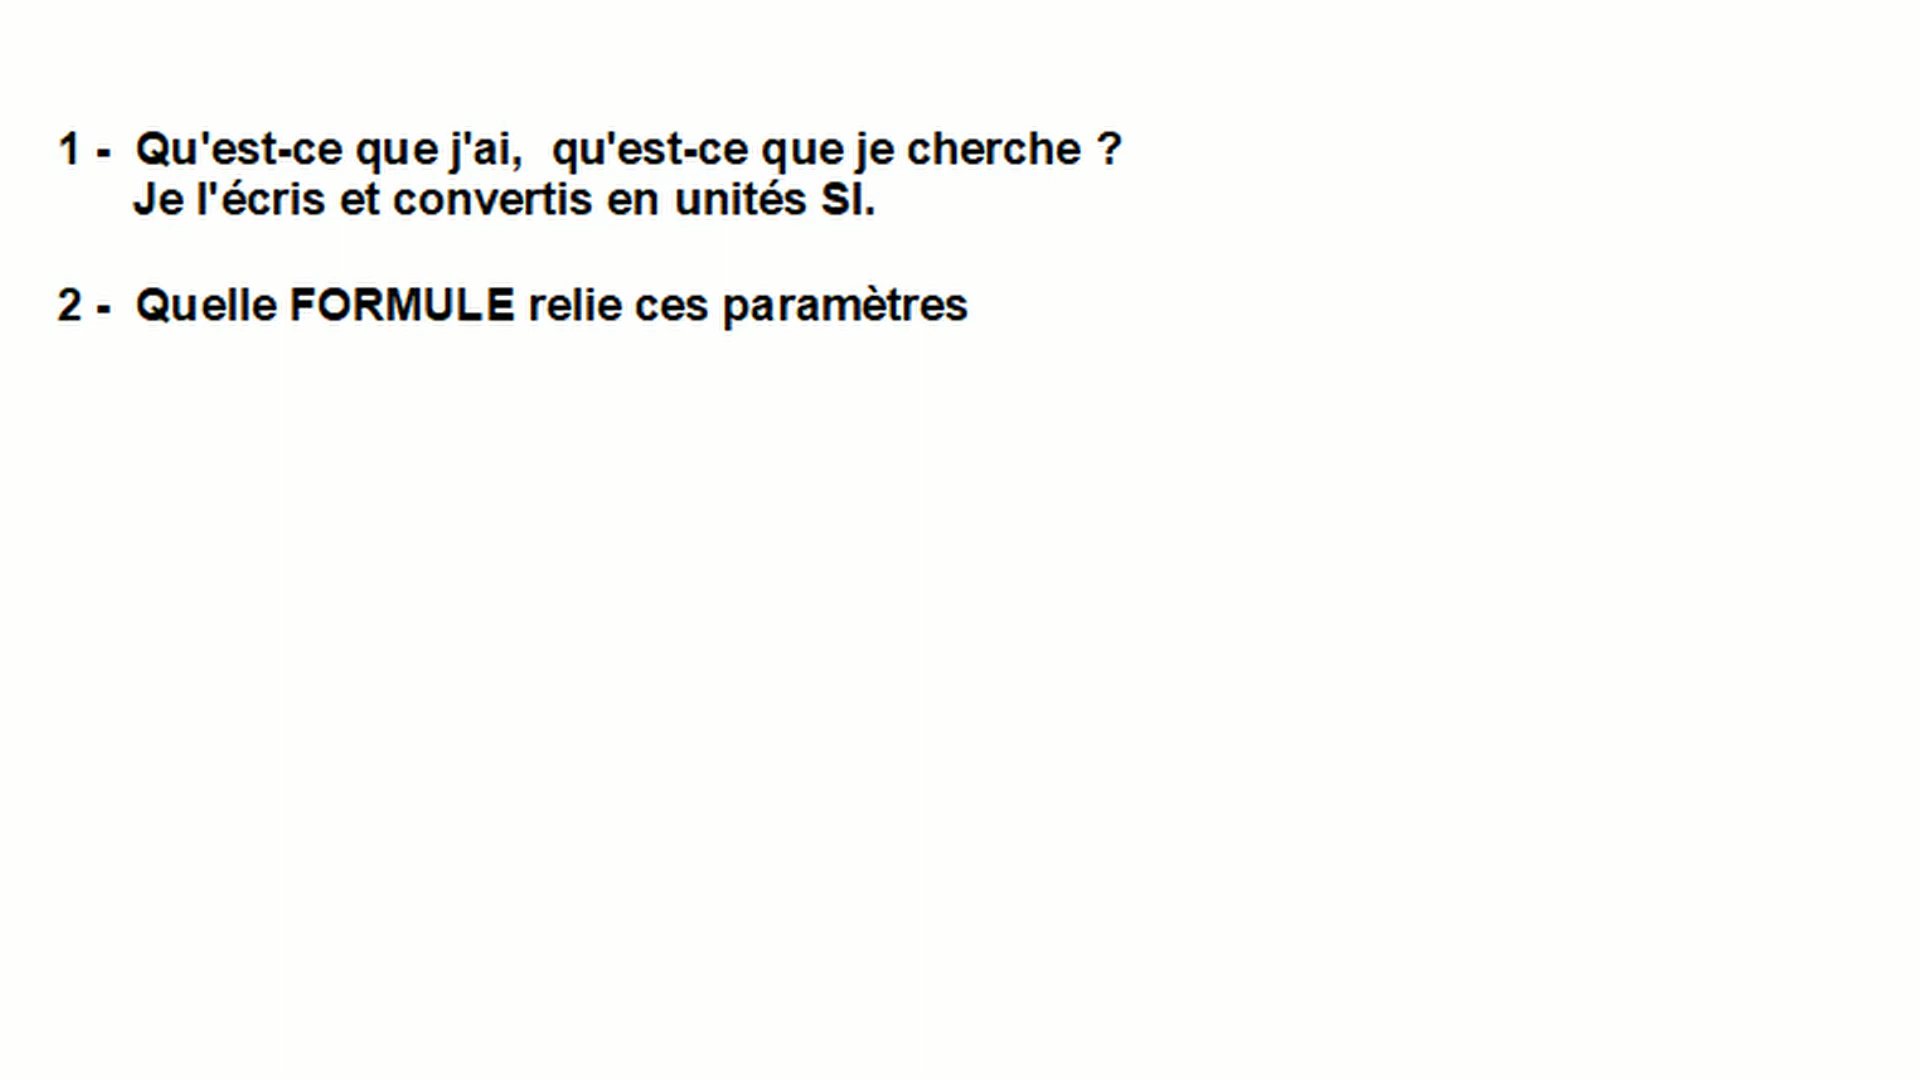 1 - Qu'est-ce que j'ai, qu'est-ce que je cherche ?
Je l'écris et convertis en unités SI.
2 - Quelle FORMULE relie ces paramètres